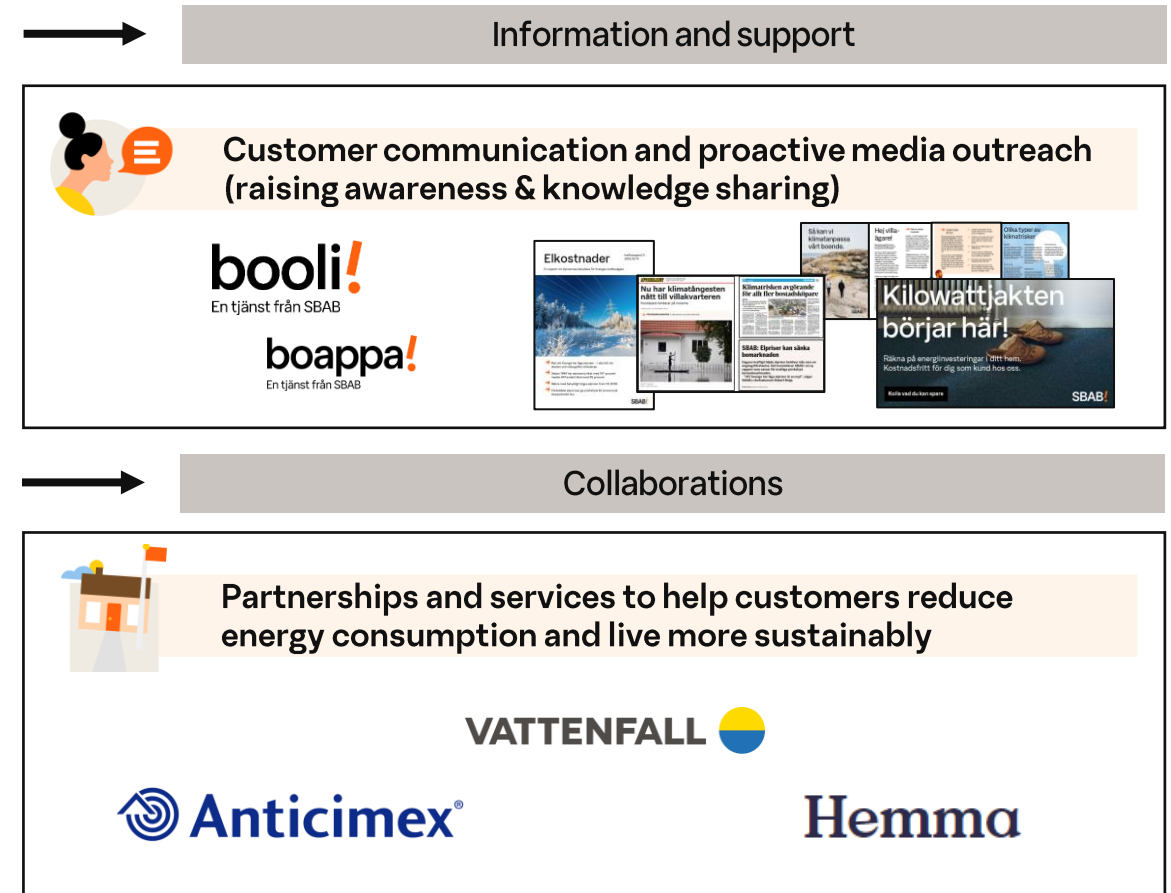 Information and support
Customer communication and proactive media outreach
(raising awareness & knowledge sharing)
booli!
En tjänst från SBAB
boappa!
En tjänst från SBAB
Elkostnader
SBAB!
Nu har klimatångesten
nått till villakvarteren
Klimatrisken avgörande
för allt fler bostadsköpare
SBAB: Elpriser kan sänka
bomarknaden
Så kan vi
klimatanpassa
vårt boende.
Hej villa-
ägare!
Olika typer av
klimatrisker
Kilowattjakten
börjar här!
Räkna på energiinvesteringar i ditt hem.
Kostnadsfritt för dig som kund hos oss.
Kolla vad du kan spara
SBAB!
Collaborations
Partnerships and services to help customers reduce
energy consumption and live more sustainably
VATTENFALL
Anticimex®
Hemma